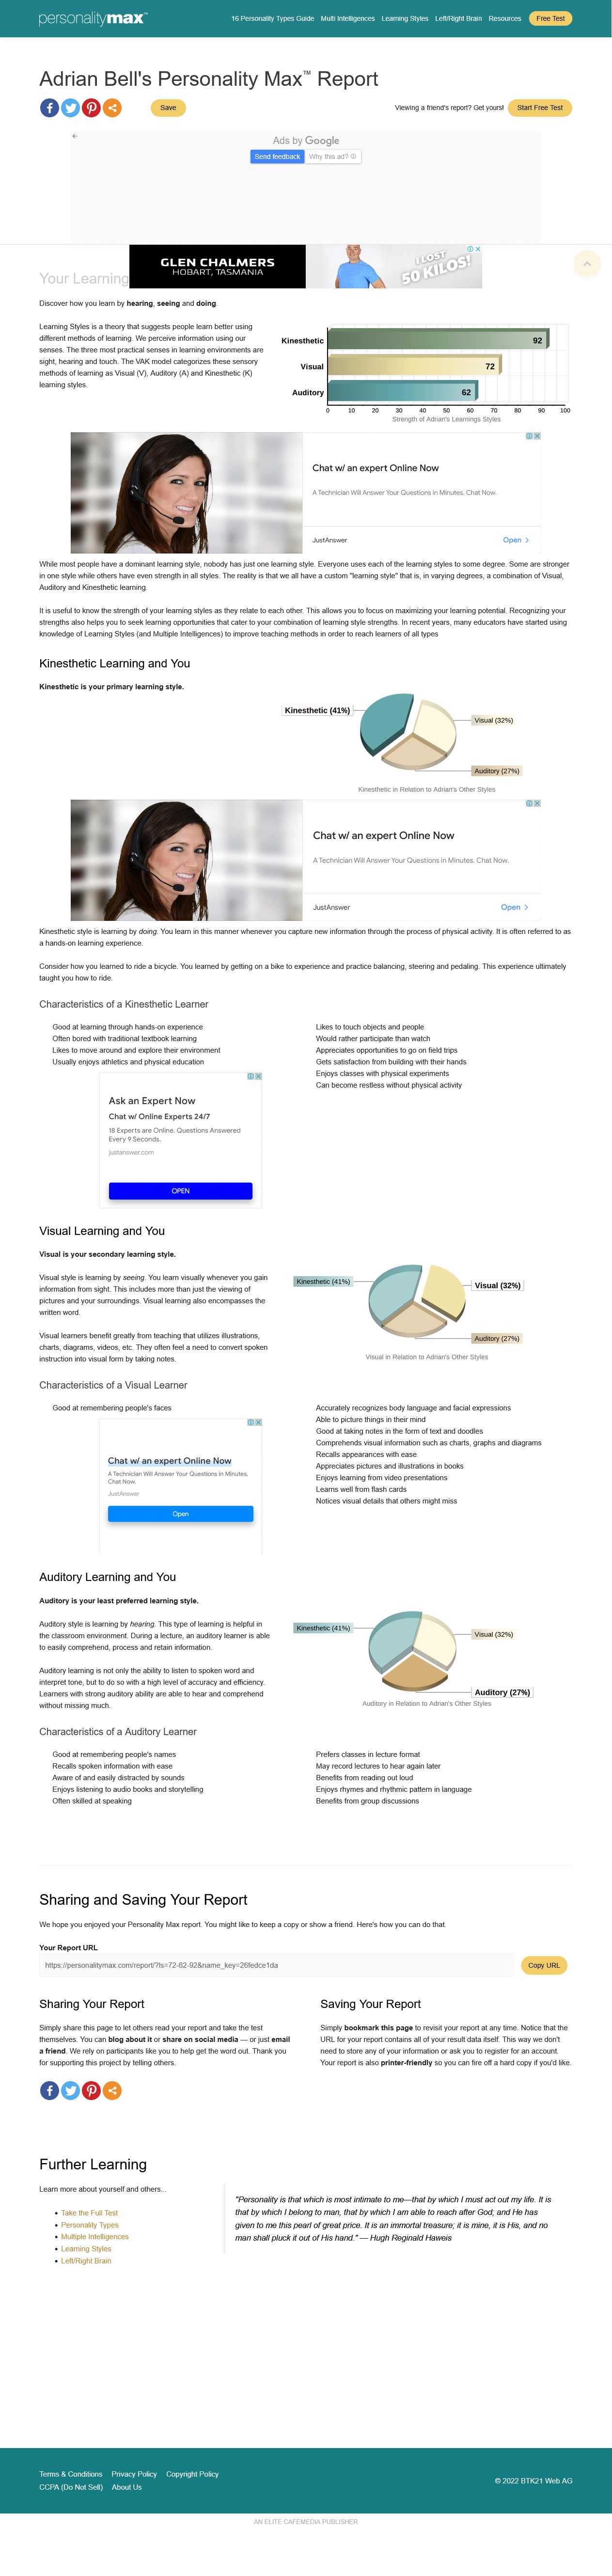 personalitymax™
16 Personality Types Guide Multi Intelligences Learning Styles Left/Right Brain Resources Free Test
Adrian Bell's Personality Max™ Report
Save
Viewing a friend's report? Get yours! Start Free Test
Ads by Google
Send feedback Why this ad?
GLEN CHALMERS
HOBART, TASMANIA
I LOST
50 KILOS!
Your Learning
Discover how you learn by hearing, seeing and doing.
Learning Styles is a theory that suggests people learn better using
different methods of learning. We perceive information using our
senses. The three most practical senses in learning environments are
sight, hearing and touch. The VAK model categorizes these sensory
methods of learning as Visual (V), Auditory (A) and Kinesthetic (K)
learning styles.
Kinesthetic 92
Visual 72
Auditory 62
0 10 20 30 40 50 60 70 80 90 100
Strength of Adrian's Learnings Styles
Chat w/ an expert Online Now
A Technician Will Answer Your Questions in Minutes. Chat Now.
JustAnswer Open
While most people have a dominant learning style, nobody has just one learning style. Everyone uses each of the learning styles to some degree. Some are stronger
in one style while others have even strength in all styles. The reality is that we all have a custom "learning style" that is, in varying degrees, a combination of Visual,
Auditory and Kinesthetic learning.
It is useful to know the strength of your learning styles as they relate to each other. This allows you to focus on maximizing your learning potential. Recognizing your
strengths also helps you to seek learning opportunities that cater to your combination of learning style strengths. In recent years, many educators have started using
knowledge of Learning Styles (and Multiple Intelligences) to improve teaching methods in order to reach learners of all types
Kinesthetic Learning and You
Kinesthetic is your primary learning style.
Kinesthetic (41%)
Visual (32%)
Auditory (27%)
Kinesthetic in Relation to Adrian's Other Styles
Chat w/ an expert Online Now
A Technician Will Answer Your Questions in Minutes. Chat Now.
JustAnswer Open
Kinesthetic style is learning by doing. You learn in this manner whenever you capture new information through the process of physical activity. It is often referred to as
a hands-on learning experience.
Consider how you learned to ride a bicycle. You learned by getting on a bike to experience and practice balancing, steering and pedaling. This experience ultimately
taught you how to ride.
Characteristics of a Kinesthetic Learner
Good at learning through hands-on experience
Often bored with traditional textbook learning
Likes to move around and explore their environment
Usually enjoys athletics and physical education
Ask an Expert Now
Chat w/ Online Experts 24/7
18 Experts are Online. Questions Answered
Every 9 Seconds.
justanswer.com
OPEN
Likes to touch objects and people
Would rather participate than watch
Appreciates opportunities to go on field trips
Gets satisfaction from building with their hands
Enjoys classes with physical experiments
Can become restless without physical activity
Visual Learning and You
Visual is your secondary learning style.
Visual style is learning by seeing. You learn visually whenever you gain
information from sight. This includes more than just the viewing of
pictures and your surroundings. Visual learning also encompasses the
written word.
Visual learners benefit greatly from teaching that utilizes illustrations,
charts, diagrams, videos, etc. They often feel a need to convert spoken
instruction into visual form by taking notes.
Kinesthetic (41%)
Visual (32%)
Auditory (27%)
Visual in Relation to Adrian's Other Styles
Characteristics of a Visual Learner
Good at remembering people's faces
Chat w/ an expert Online Now
A Technician Will Answer Your Questions in Minutes.
Chat Now.
JustAnswer
Open
Accurately recognizes body language and facial expressions
Able to picture things in their mind
Good at taking notes in the form of text and doodles
Comprehends visual information such as charts, graphs and diagrams
Recalls appearances with ease
Appreciates pictures and illustrations in books
Enjoys learning from video presentations
Learns well from flash cards
Notices visual details that others might miss
Auditory Learning and You
Auditory is your least preferred learning style.
Auditory style is learning by hearing. This type of learning is helpful in
the classroom environment. During a lecture, an auditory learner is able
to easily comprehend, process and retain information.
Auditory learning is not only the ability to listen to spoken word and
interpret tone, but to do so with a high level of accuracy and efficiency.
Learners with strong auditory ability are able to hear and comprehend
without missing much.
Kinesthetic (41%)
Visual (32%)
Auditory (27%)
Auditory in Relation to Adrian's Other Styles
Characteristics of a Auditory Learner
Good at remembering people's names
Recalls spoken information with ease
Aware of and easily distracted by sounds
Enjoys listening to audio books and storytelling
Often skilled at speaking
Prefers classes in lecture format
May record lectures to hear again later
Benefits from reading out loud
Enjoys rhymes and rhythmic pattern in language
Benefits from group discussions
Sharing and Saving Your Report
We hope you enjoyed your Personality Max report. You might like to keep a copy or show a friend. Here's how you can do that.
Your Report URL
https://personalitymax.com/report/?ls=72-62-92&name_key=26fedce1da Copy URL
Sharing Your Report
Simply share this page to let others read your report and take the test
themselves. You can blog about it or share on social media — or just email
a friend. We rely on participants like you to help get the word out. Thank you
for supporting this project by telling others.
Saving Your Report
Simply bookmark this page to revisit your report at any time. Notice that the
URL for your report contains all of your result data itself. This way we don't
need to store any of your information or ask you to register for an account.
Your report is also printer-friendly so you can fire off a hard copy if you'd like.
Further Learning
Learn more about yourself and others...
Take the Full Test
Personality Types
Multiple Intelligences
Learning Styles
Left/Right Brain
"Personality is that which is most intimate to me—that by which I must act out my life. It is
that by which I belong to man, that by which I am able to reach after God; and He has
given to me this pearl of great price. It is an immortal treasure; it is mine, it is His, and no
man shall pluck it out of His hand." — Hugh Reginald Haweis
Terms & Conditions Privacy Policy Copyright Policy
CCPA (Do Not Sell) About Us
© 2022 BTK21 Web AG
AN ELITE CAFEMEDIA PUBLISHER